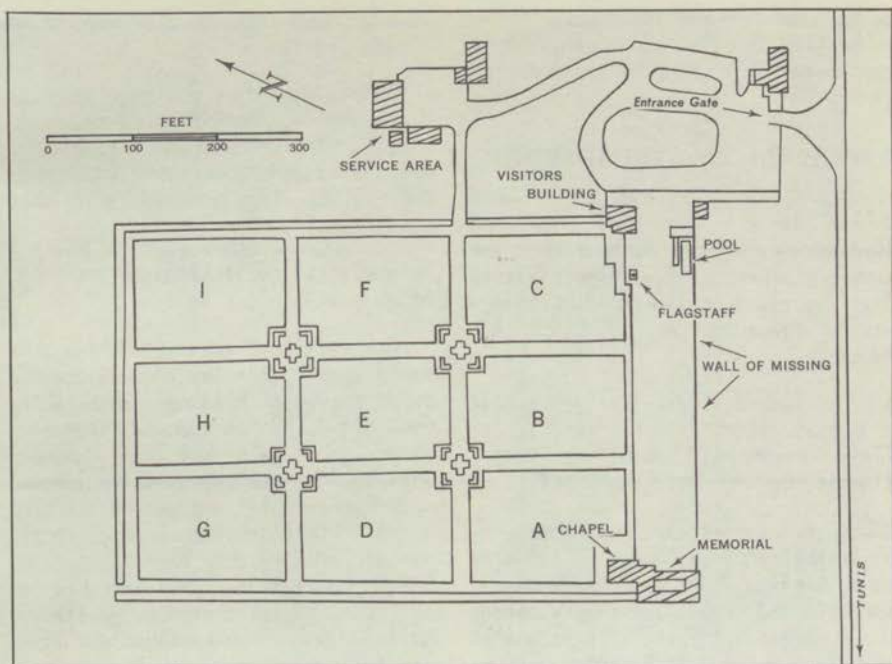 N
FEET
0 100 200 300
SERVICE AREA
Entrance Gate
VISITORS
BUILDING
POOL
FLAGSTAFF
WALL OF MISSING
I F C
H E B
G D A
CHAPEL
MEMORIAL
TUNIS